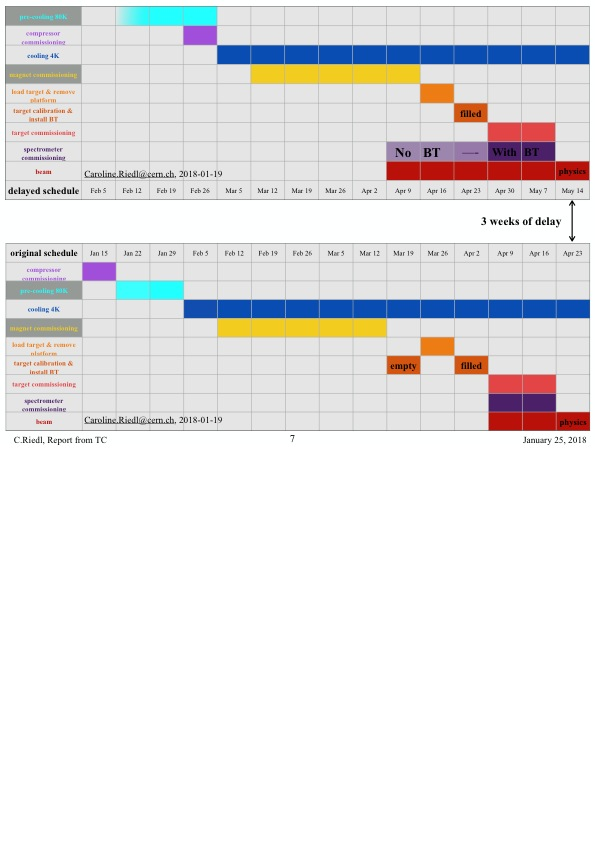 pre-cooling 80K
compressor
commissioning
cooling 4K
magnet commissioning
load target & remove
platform
target calibration &
install BT
filled
target commissioning
spectrometer
commissioning
No BT — With BT
beam
Caroline.Riedl@cern.ch, 2018-01-19
physics
delayed schedule Feb 5 Feb 12 Feb 19 Feb 26 Mar 5 Mar 12 Mar 19 Mar 26 Apr 2 Apr 9 Apr 16 Apr 23 Apr 30 May 7 May 14
3 weeks of delay
original schedule Jan 15 Jan 22 Jan 29 Feb 5 Feb 12 Feb 19 Feb 26 Mar 5 Mar 12 Mar 19 Mar 26 Apr 2 Apr 9 Apr 16 Apr 23
compressor
commissioning
pre-cooling 80K
cooling 4K
magnet commissioning
load target & remove
platform
target calibration &
install BT
empty filled
target commissioning
spectrometer
commissioning
beam
Caroline.Riedl@cern.ch, 2018-01-19
physics
C.Riedl, Report from TC 7 January 25, 2018